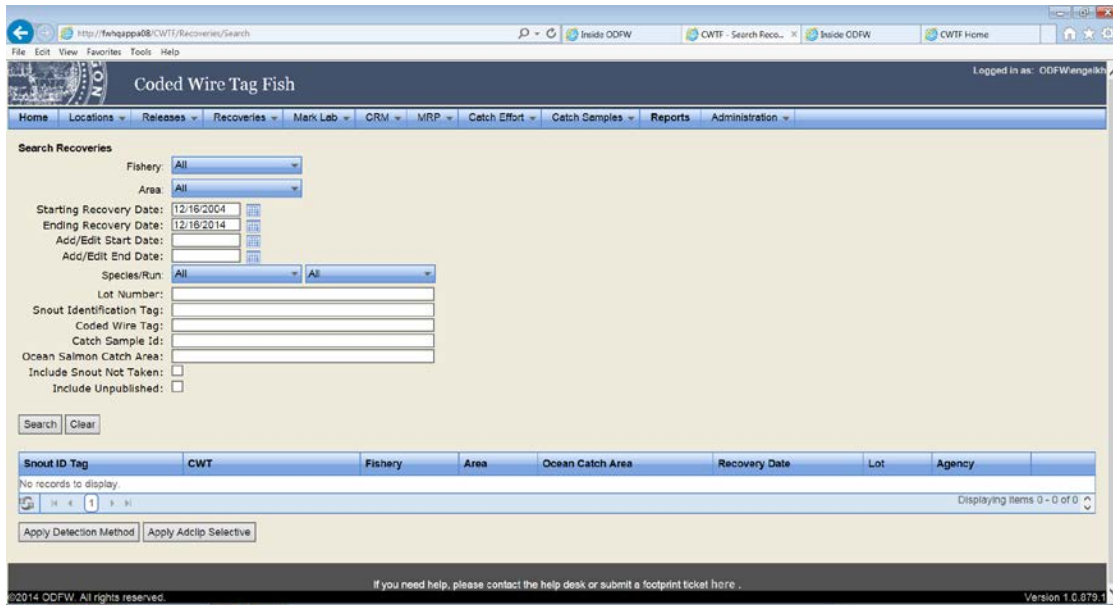 http://fwhqappa08/CWTF/Recoveries/Search
Inside ODFW
CWTF - Search Reco...
Inside ODFW
CWTF Home
File Edit View Favorites Tools Help
Coded Wire Tag Fish
Logged in as: ODFW\engelkh
Home Locations Releases Recoveries Mark Lab CRM MRP Catch Effort Catch Samples Reports Administration
Search Recoveries
Fishery: All
Area: All
Starting Recovery Date: 12/16/2004
Ending Recovery Date: 12/16/2014
Add/Edit Start Date:
Add/Edit End Date:
Species/Run: All All
Lot Number:
Snout Identification Tag:
Coded Wire Tag:
Catch Sample Id:
Ocean Salmon Catch Area:
Include Snout Not Taken:
Include Unpublished:
Search Clear
Snout ID Tag CWT Fishery Area Ocean Catch Area Recovery Date Lot Agency
No records to display.
1 Displaying items 0 - 0 of 0
Apply Detection Method Apply Adclip Selective
If you need help, please contact the help desk or submit a footprint ticket here .
©2014 ODFW. All rights reserved. Version 1.0.879.1